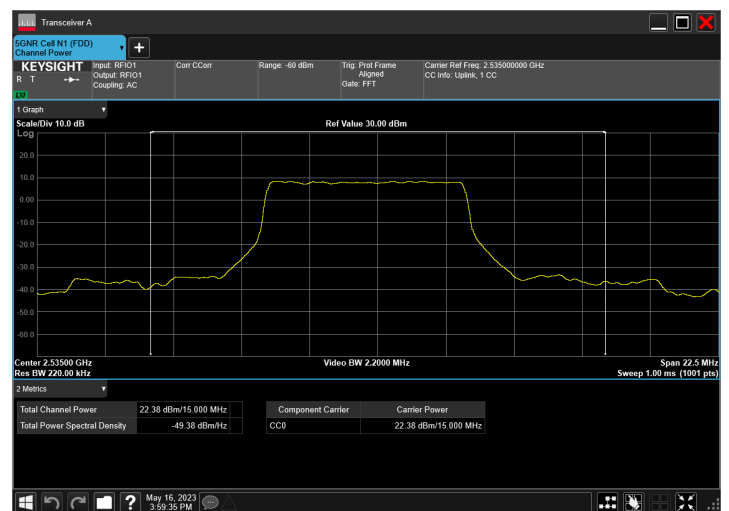 Transceiver A
5GNR Cell N1 (FDD)
Channel Power
+
KEYSIGHT
R T
LXI
Input: RFIO1
Output: RFIO1
Coupling: AC
Corr CCorr
Range: -60 dBm
Trig: Prot Frame
Aligned
Gate: FFT
Carrier Ref Freq: 2.535000000 GHz
CC Info: Uplink, 1 CC
1 Graph
Scale/Div 10.0 dB
Ref Value 30.00 dBm
Log
20.0
10.0
0.00
-10.0
-20.0
-30.0
-40.0
-50.0
-60.0
Center 2.53500 GHz
Video BW 2.2000 MHz
Span 22.5 MHz
Res BW 220.00 kHz
Sweep 1.00 ms (1001 pts)
2 Metrics
Total Channel Power 22.38 dBm/15.000 MHz
Total Power Spectral Density -49.38 dBm/Hz
Component Carrier Carrier Power
CC0 22.38 dBm/15.000 MHz
?
May 16, 2023
3:59:35 PM